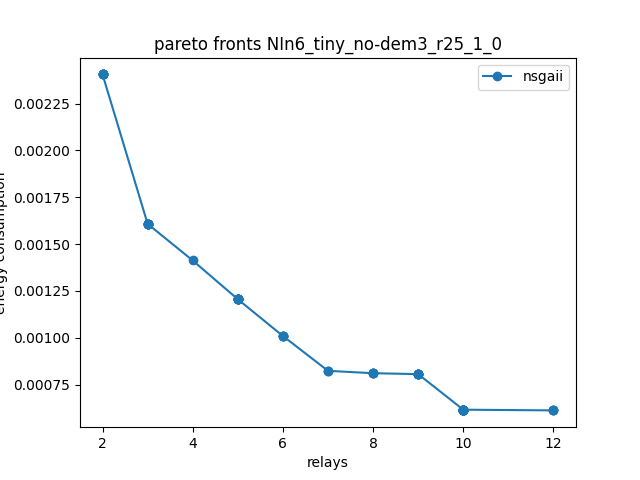 pareto fronts NIn6_tiny_no-dem3_r25_1_0
nsgaii
0.00225
0.00200
0.00175
0.00150
0.00125
0.00100
0.00075
energy consumption
2 4 6 8 10 12
relays